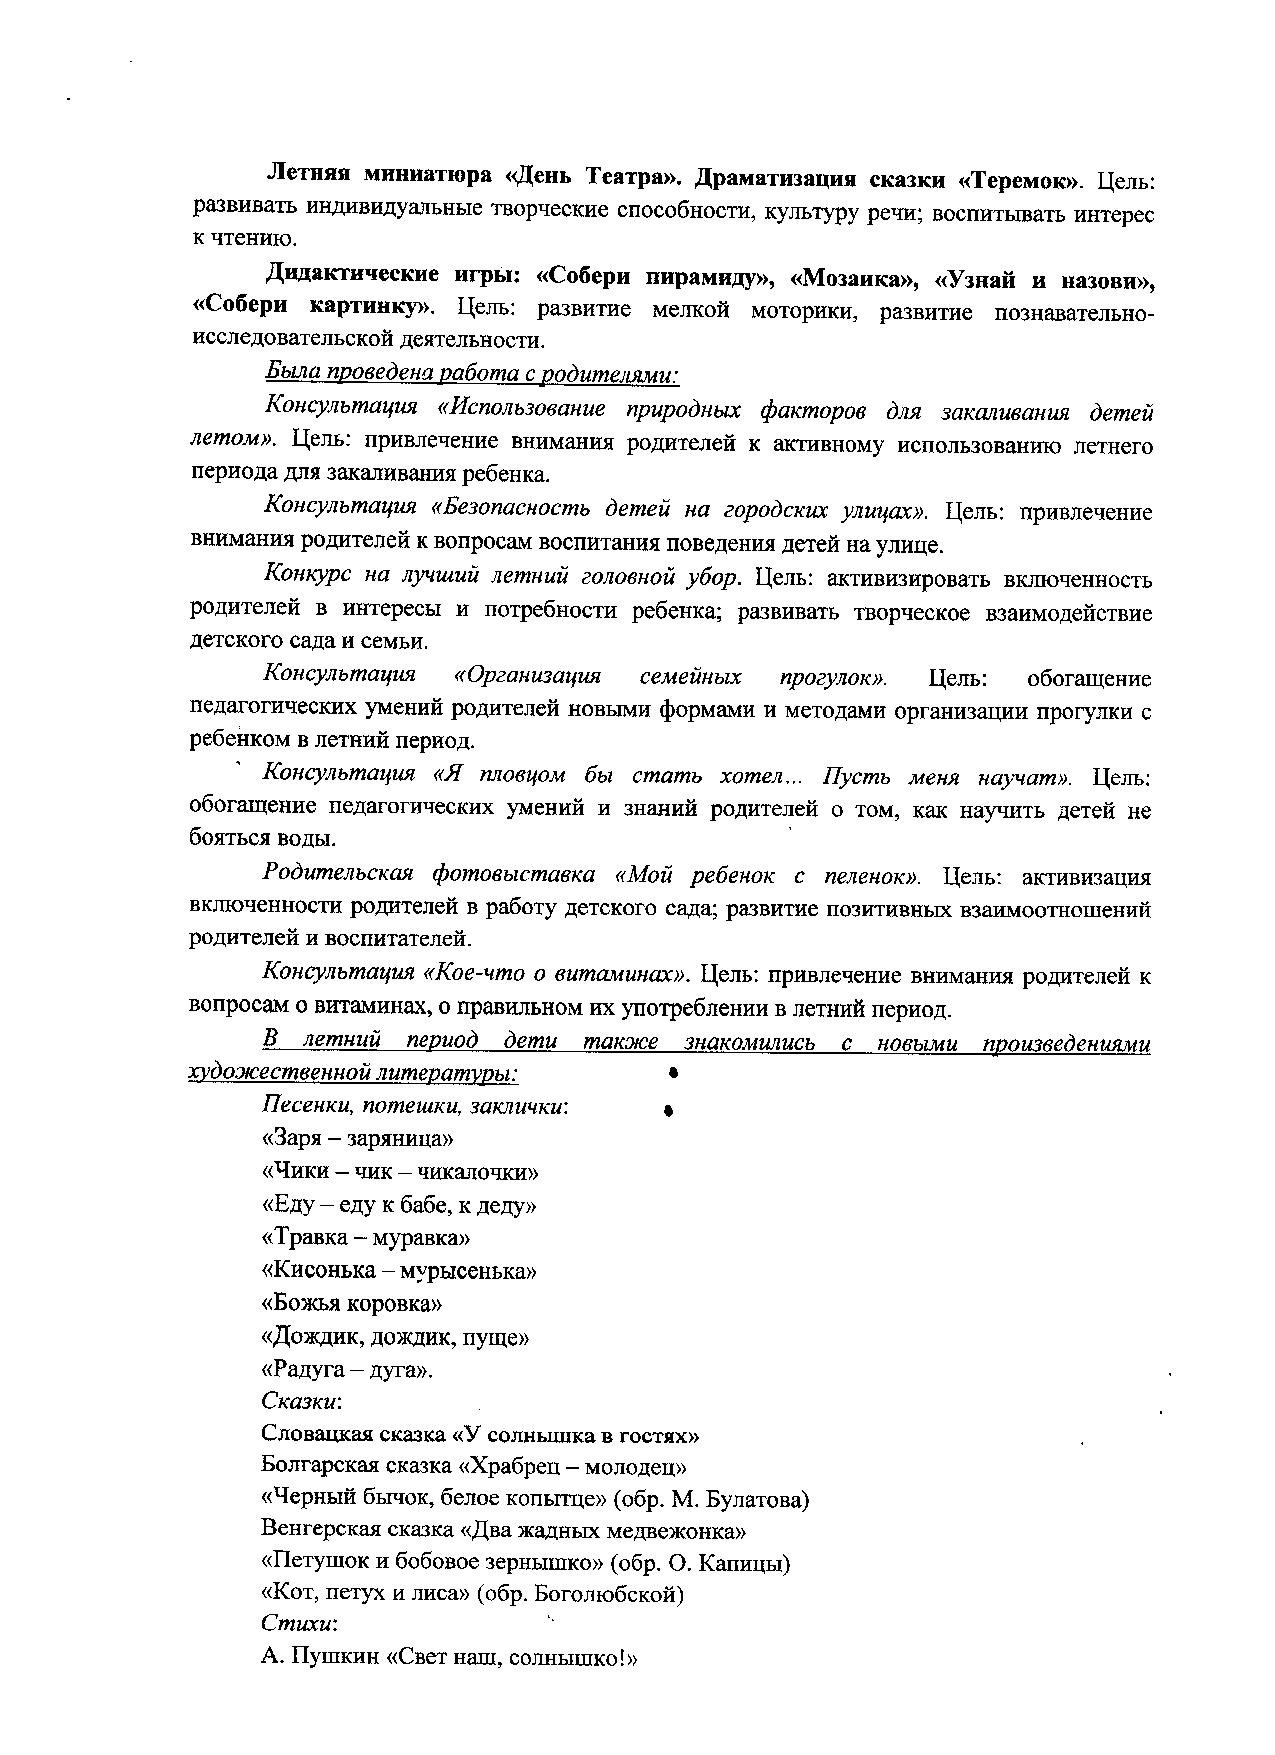 Летняя миниатюра «День Театра». Драматизация сказки «Теремок». Цель:
развивать индивидуальные творческие способности, культуру речи; воспитывать интерес
к чтению.
Дидактические игры: «Собери пирамиду», «Мозаика», «Узнай и назови»,
«Собери картинку». Цель: развитие мелкой моторики, развитие познавательно-
исследовательской деятельности.
Была проведена работа с родителями:
Консультация «Использование природных факторов для закаливания детей
летом». Цель: привлечение внимания родителей к активному использованию летнего
периода для закаливания ребенка.
Консультация «Безопасность детей на городских улицах». Цель: привлечение
внимания родителей к вопросам воспитания поведения детей на улице.
Конкурс на лучший летний головной убор. Цель: активизировать включенность
родителей в интересы и потребности ребенка; развивать творческое взаимодействие
детского сада и семьи.
Консультация «Организация семейных прогулок». Цель: обогащение
педагогических умений родителей новыми формами и методами организации прогулки с
ребенком в летний период.
Консультация «Я пловцом бы стать хотел... Пусть меня научат». Цель:
обогащение педагогических умений и знаний родителей о том, как научить детей не
бояться воды.
Родительская фотовыставка «Мой ребенок с пеленок». Цель: активизация
включенности родителей в работу детского сада; развитие позитивных взаимоотношений
родителей и воспитателей.
Консультация «Кое-что о витаминах». Цель: привлечение внимания родителей к
вопросам о витаминах, о правильном их употреблении в летний период.
В летний период дети также знакомились с новыми произведениями
художественной литературы:
Песенки, потешки, заклички:
«Заря – заряница»
«Чики – чик – чикалочки»
«Еду – еду к бабе, к деду»
«Травка – муравка»
«Кисонька – мурысенька»
«Божья коровка»
«Дождик, дождик, пуще»
«Радуга – дуга».
Сказки:
Словацкая сказка «У солнышка в гостях»
Болгарская сказка «Храбрец – молодец»
«Черный бычок, белое копытце» (обр. М. Булатова)
Венгерская сказка «Два жадных медвежонка»
«Петушок и бобовое зернышко» (обр. О. Капицы)
«Кот, петух и лиса» (обр. Боголюбской)
Стихи:
А. Пушкин «Свет наш, солнышко!»